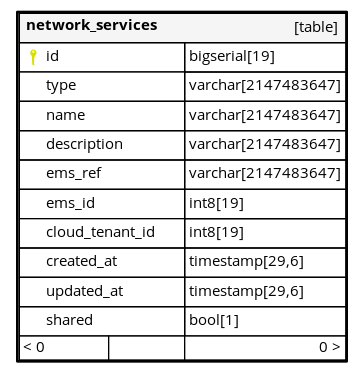 network_services [table]
id bigserial[19]
type varchar[2147483647]
name varchar[2147483647]
description varchar[2147483647]
ems_ref varchar[2147483647]
ems_id int8[19]
cloud_tenant_id int8[19]
created_at timestamp[29,6]
updated_at timestamp[29,6]
shared bool[1]
< 0 0 >